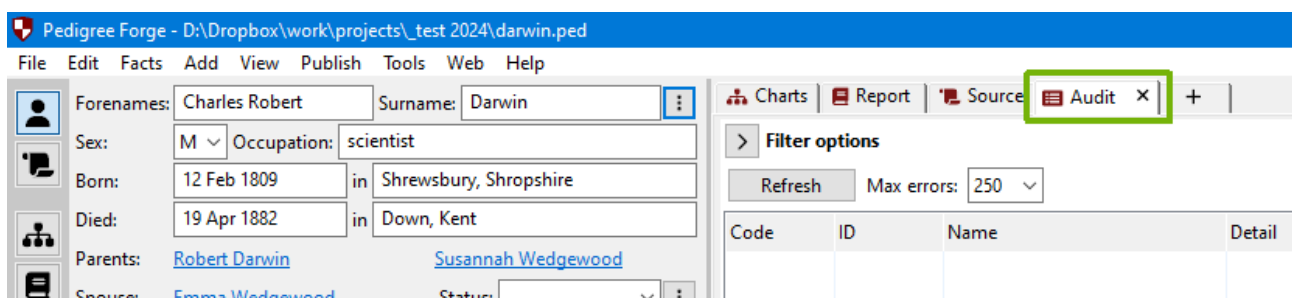 Pedigree Forge - D:\Dropbox\work\projects\_test 2024\darwin.ped
File Edit Facts Add View Publish Tools Web Help
Forenames: Charles Robert Surname: Darwin
Sex: M Occupation: scientist
Born: 12 Feb 1809 in Shrewsbury, Shropshire
Died: 19 Apr 1882 in Down, Kent
Parents: Robert Darwin Susannah Wedgewood
Spouse: Emma Wedgewood Status:
Charts Report Source Audit × +
Filter options
Refresh Max errors: 250
Code ID Name Detail